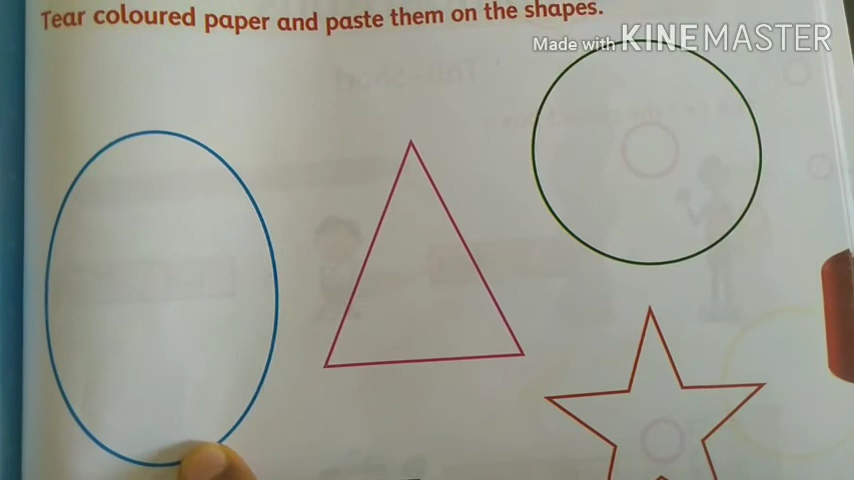 Tear coloured paper and paste them on the shapes.
Made with KINEMASTER